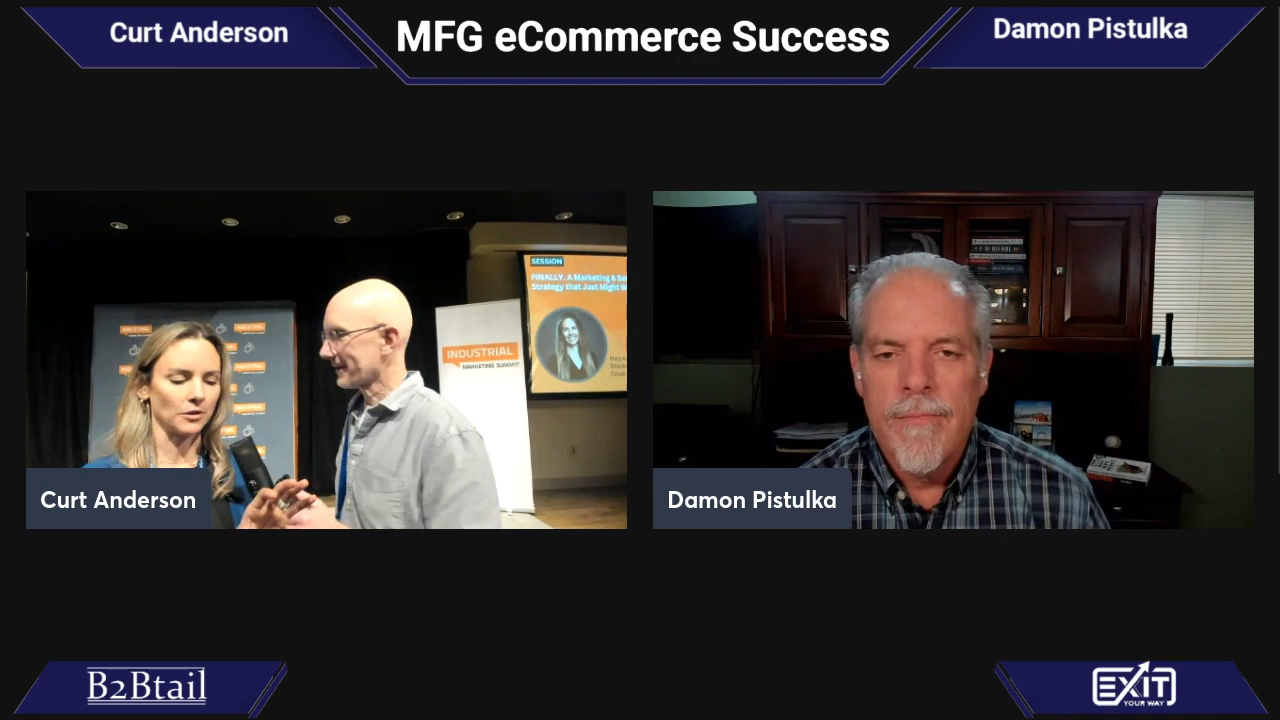 Curt Anderson
MFG eCommerce Success
Damon Pistulka
SESSION
FINALLY. A Marketing &
Strategy that Just Might
INDUSTRIAL
MARKETING SUMMIT
INDUSTRIAL
INDUSTRIAL
Curt Anderson
Damon Pistulka
B2Btail
EXIT
YOUR WAY